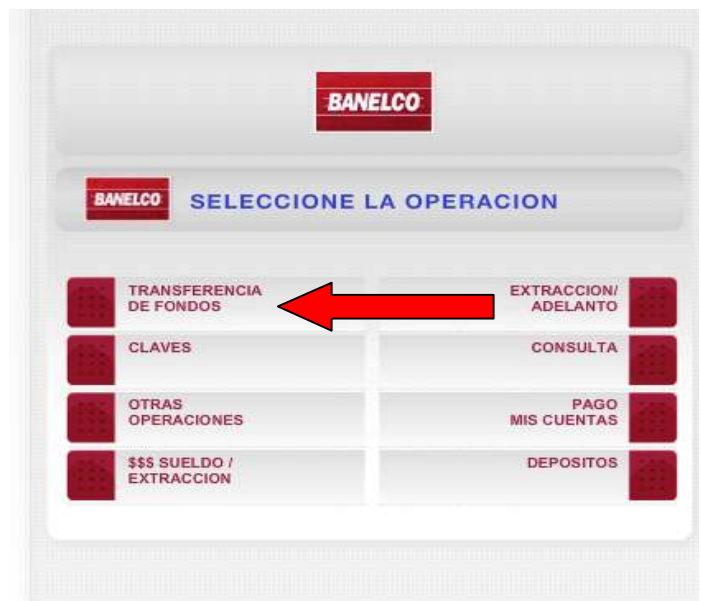 BANELCO
BANELCO SELECCIONE LA OPERACION
TRANSFERENCIA
DE FONDOS
EXTRACCION/
ADELANTO
CLAVES
CONSULTA
OTRAS
OPERACIONES
PAGO
MIS CUENTAS
$$$ SUELDO /
EXTRACCION
DEPOSITOS